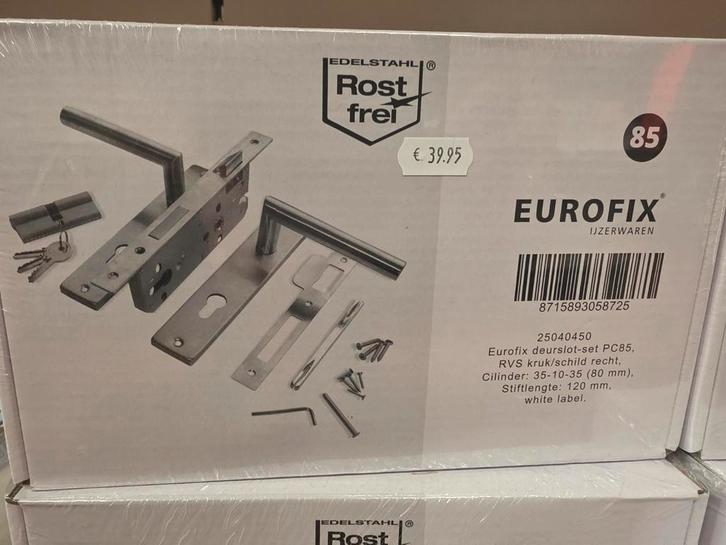 EDELSTAHL ®
Rost
frei
€ 39.95
85
EUROFIX®
IJZERWAREN
8715893058725
25040450
Eurofix deurslot-set PC85,
RVS kruk/schild recht,
Cilinder: 35-10-35 (80 mm),
Stiftlengte: 120 mm,
white label.
EDELSTAHL ®
Rost